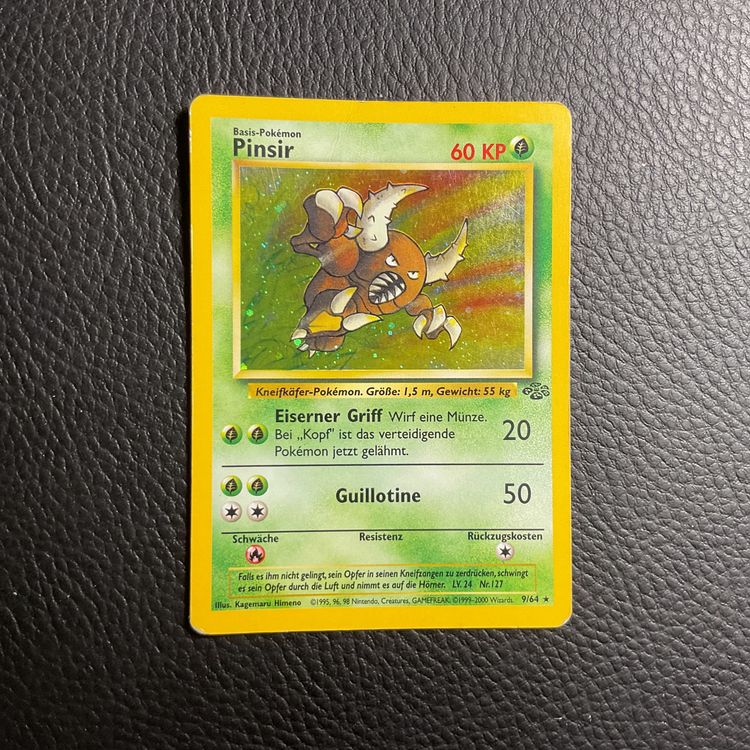 Basis-Pokémon
Pinsir
60 KP
Kneifkäfer-Pokémon. Größe: 1,5 m, Gewicht: 55 kg
Eiserner Griff Wirf eine Münze.
Bei „Kopf" ist das verteidigende
Pokémon jetzt gelähmt.
20
Guillotine
50
Schwäche
Resistenz
Rückzugskosten
Falls es ihm nicht gelingt, sein Opfer in seinen Kneifzangen zu zerdrücken, schwingt
es sein Opfer durch die Luft und nimmt es auf die Hörner. LV. 24 Nr. 127
Illus. Kagemaru Himeno ©1995, 96, 98 Nintendo, Creatures, GAMEFREAK. ©1999-2000 Wizards. 9/64 ★